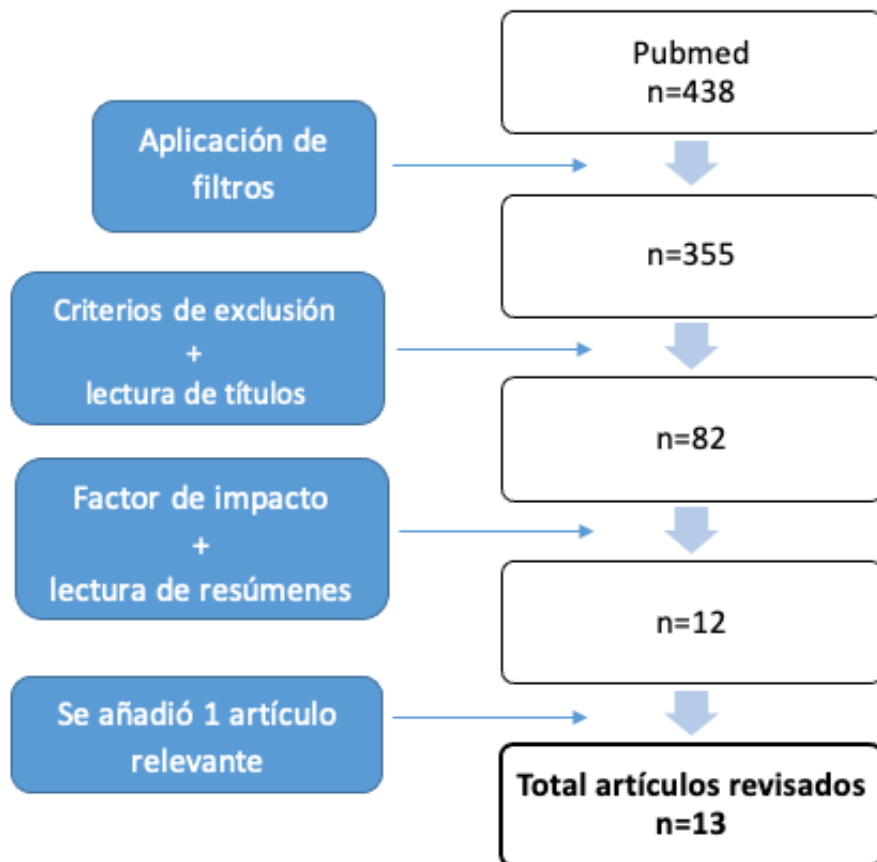 Pubmed
n=438
Aplicación de
filtros
n=355
Criterios de exclusión
+
lectura de títulos
n=82
Factor de impacto
+
lectura de resúmenes
n=12
Se añadió 1 artículo
relevante
Total artículos revisados
n=13